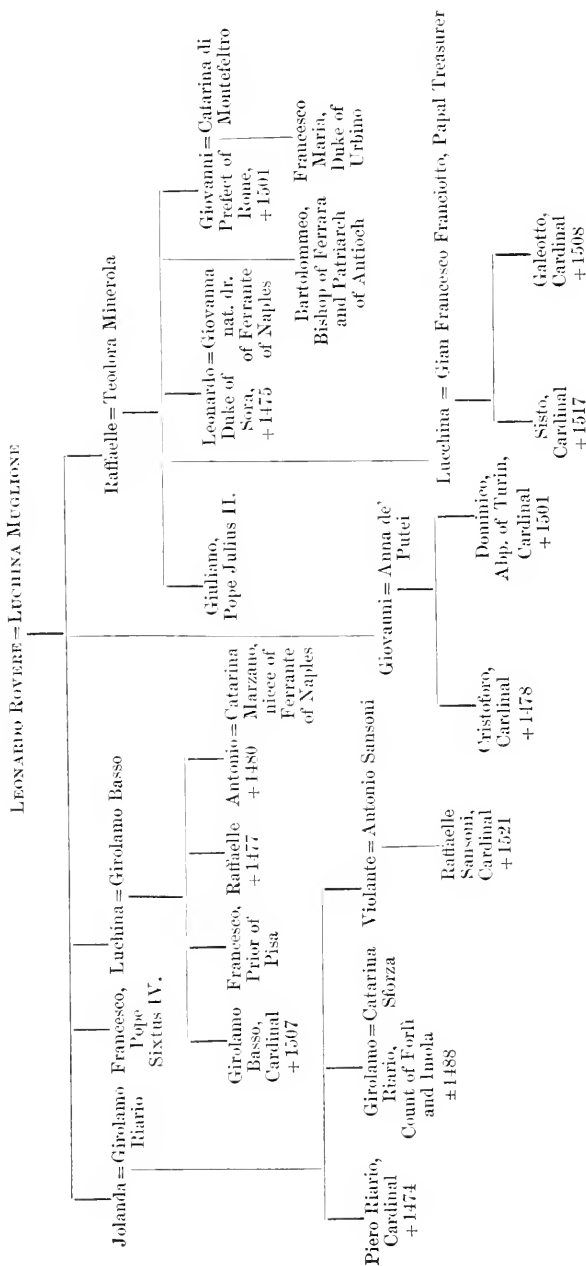 LEONARDO ROVERE = LUCHINA MUGLIONE
Jolanda = Girolamo
Riario
Francesco,
Pope
Sixtus IV.
Luchina = Girolamo Basso
Raffaelle = Teodora Minerola
Girolamo
Basso,
Cardinal
+1507
Francesco,
Prior of
Pisa
Raffaelle
+1477
Antonio = Catarina
+1480
Marzano,
niece of
Ferrante
of Naples
Giuliano,
Pope Julius II.
Leonardo = Giovanna
Duke of
Sora,
+1475
nat. dr.
of Ferrante
of Naples
Giovanni = Catarina di
Prefect of
Rome,
+1501
Montefeltro
Bartolommeo,
Bishop of Ferrara
and Patriarch
of Antioch
Francesco
Maria,
Duke of
Urbino
Piero Riario,
Cardinal
+1474
Girolamo = Catarina
Riario,
Sforza
Count of Forlì
and Imola
±1488
Violante = Antonio Sansoni
Giovanni = Anna de'
Putei
Lucchina = Gian Francesco Franciotto, Papal Treasurer
Raffaelle
Sansoni,
Cardinal
+1521
Cristoforo,
Cardinal
+1478
Dominico,
Abp. of Turin,
Cardinal
+1501
Sisto,
Cardinal
+1517
Galeotto,
Cardinal
+1508